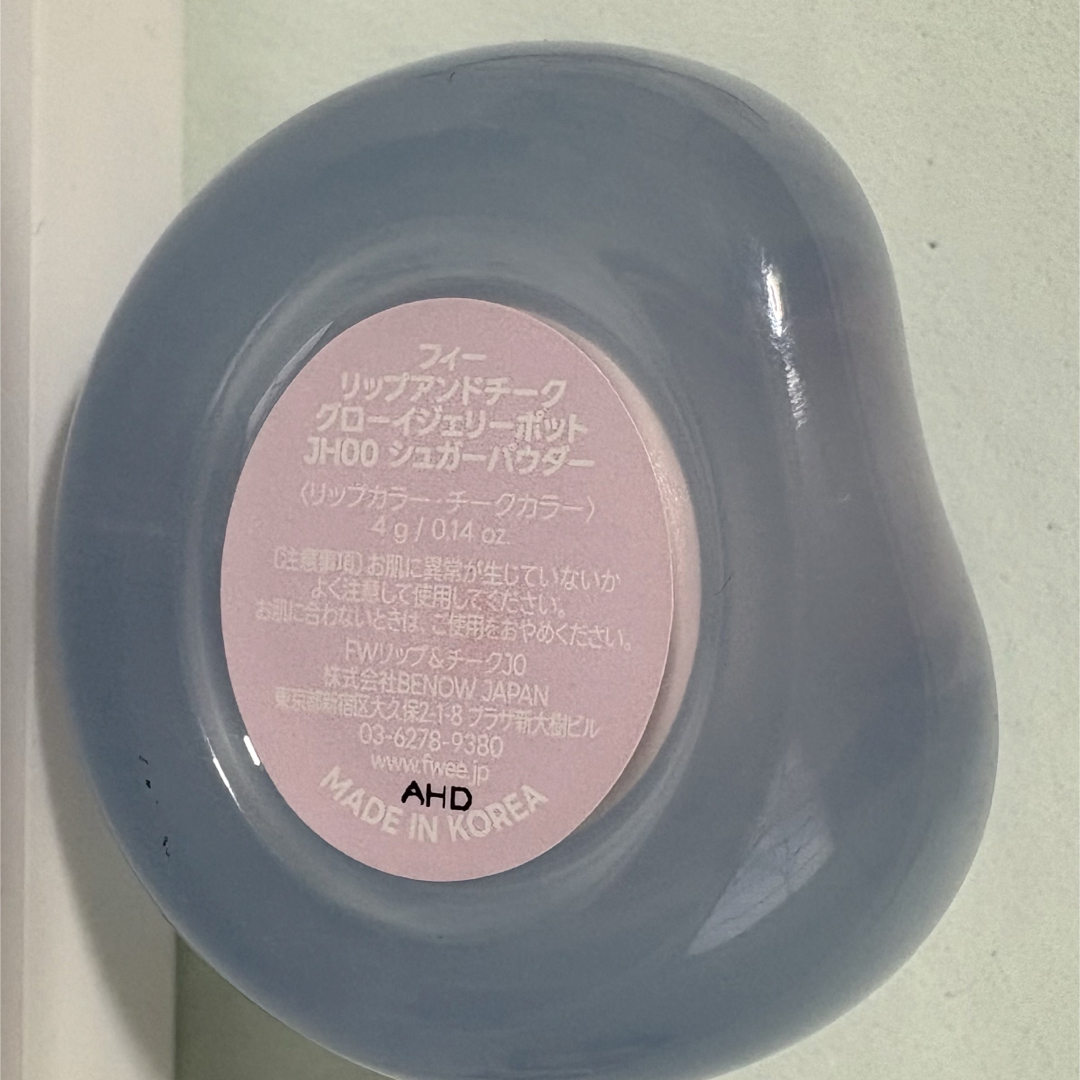 フィー
リップアンドチーク
グローイジェリーポット
JH00 シュガーパウダー
〈リップカラー・チークカラー〉
4 g / 0.14 oz.
〔注意事項〕お肌に異常が生じていないか
よく注意して使用してください。
お肌に合わないときは、ご使用をおやめください。
FWリップ&チークJ0
株式会社BENOW JAPAN
東京都新宿区大久保2-1-8 プラザ新大樹ビル
03-6278-9380
www.fwee.jp
AHD
MADE IN KOREA